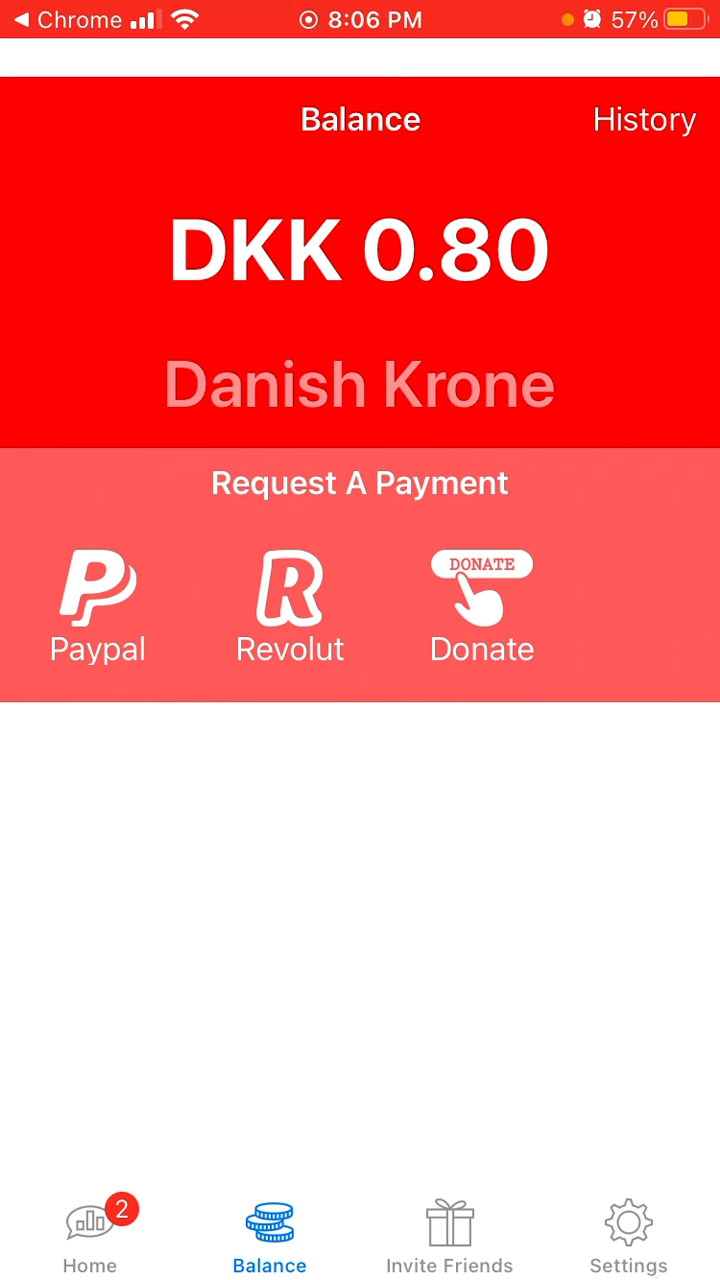 Chrome 8:06 PM 57%
Balance History
DKK 0.80
Danish Krone
Request A Payment
DONATE
Paypal Revolut Donate
2
Home Balance Invite Friends Settings